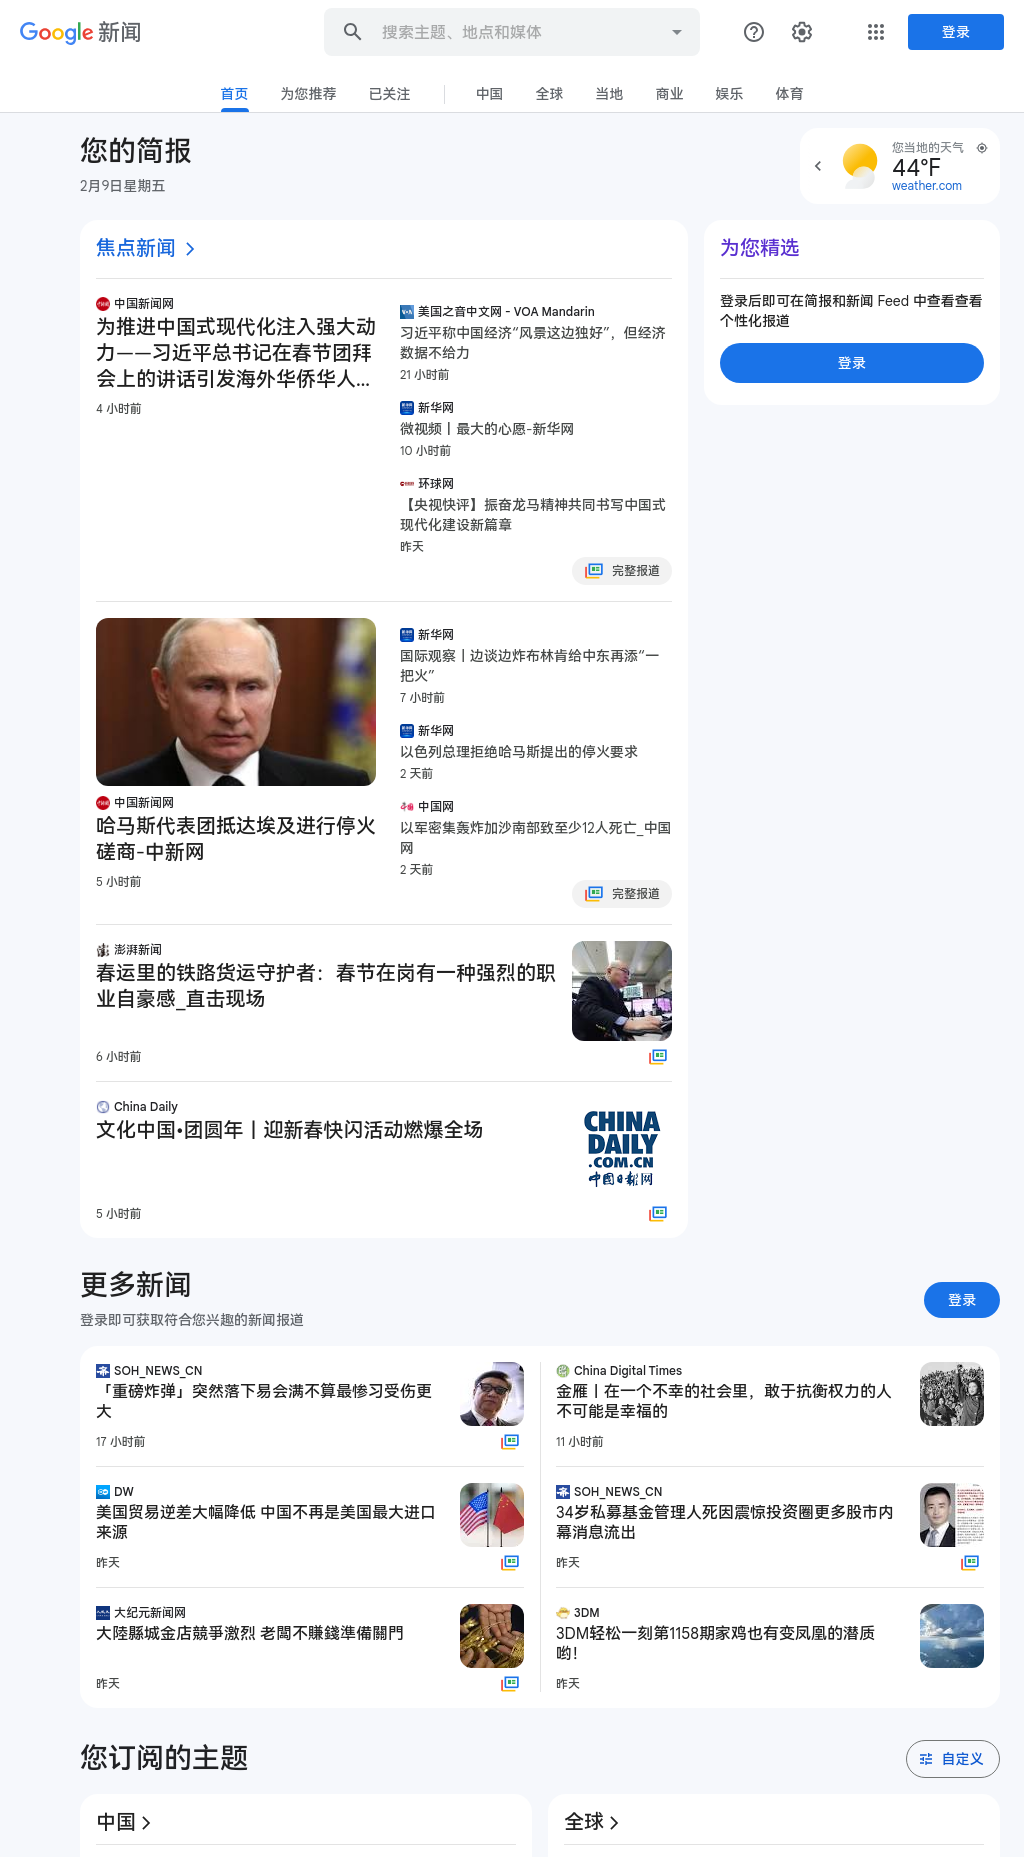 Google 新闻
搜索主题、地点和媒体
登录
首页
为您推荐
已关注
中国
全球
当地
商业
娱乐
体育
您的简报
2月9日星期五
您当地的天气
44°F
weather.com
焦点新闻
中国新闻网
为推进中国式现代化注入强大动
力——习近平总书记在春节团拜
会上的讲话引发海外华侨华人...
4 小时前
美国之音中文网 - VOA Mandarin
习近平称中国经济“风景这边独好”，但经济
数据不给力
21 小时前
新华网
微视频丨最大的心愿-新华网
10 小时前
环球网
【央视快评】振奋龙马精神共同书写中国式
现代化建设新篇章
昨天
完整报道
为您精选
登录后即可在简报和新闻 Feed 中查看查看
个性化报道
登录
中国新闻网
哈马斯代表团抵达埃及进行停火
磋商-中新网
5 小时前
新华网
国际观察丨边谈边炸布林肯给中东再添“一
把火”
7 小时前
新华网
以色列总理拒绝哈马斯提出的停火要求
2 天前
中国网
以军密集轰炸加沙南部致至少12人死亡_中国
网
2 天前
完整报道
澎湃新闻
春运里的铁路货运守护者：春节在岗有一种强烈的职
业自豪感_直击现场
6 小时前
China Daily
文化中国•团圆年丨迎新春快闪活动燃爆全场
5 小时前
CHINA
DAILY
.COM.CN
中国日报网
更多新闻
登录即可获取符合您兴趣的新闻报道
登录
SOH_NEWS_CN
「重磅炸弹」突然落下易会满不算最惨习受伤更
大
17 小时前
China Digital Times
金雁丨在一个不幸的社会里，敢于抗衡权力的人
不可能是幸福的
11 小时前
DW
美国贸易逆差大幅降低 中国不再是美国最大进口
来源
昨天
SOH_NEWS_CN
34岁私募基金管理人死因震惊投资圈更多股市内
幕消息流出
昨天
大纪元新闻网
大陸縣城金店競爭激烈 老闆不賺錢準備關門
昨天
3DM
3DM轻松一刻第1158期家鸡也有变凤凰的潜质
哟！
昨天
您订阅的主题
自定义
中国
全球